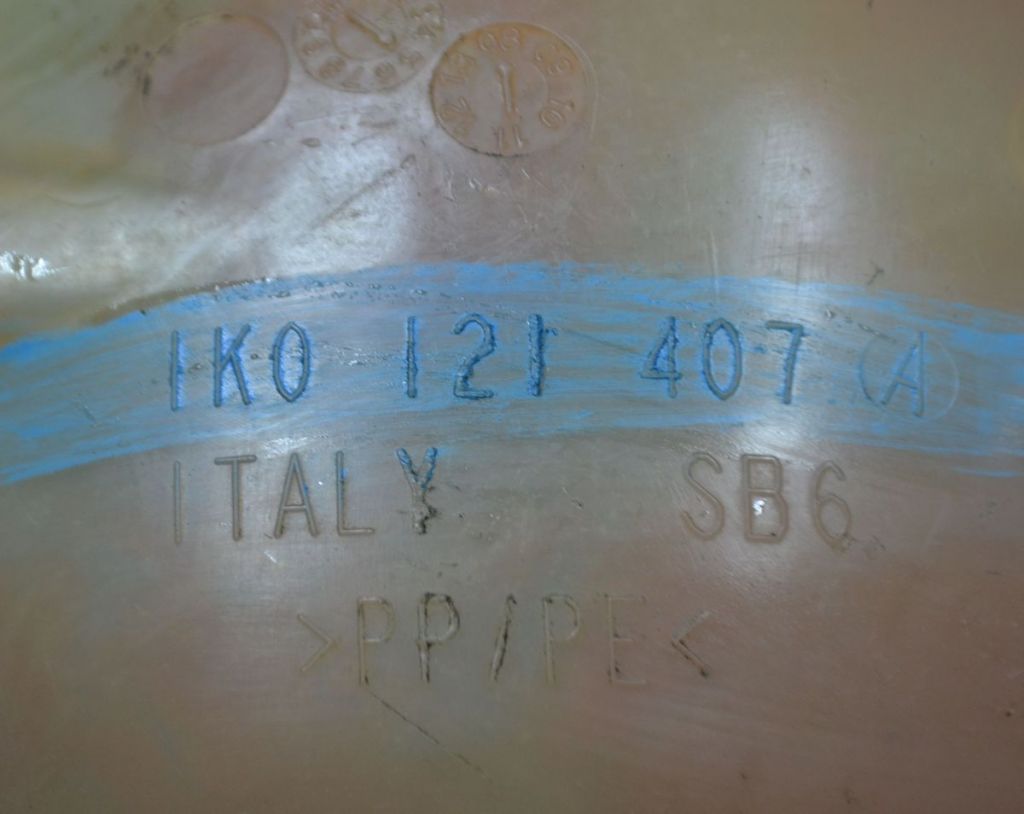 1K0 121 407 A
ITALY SB6
>PP/PE<